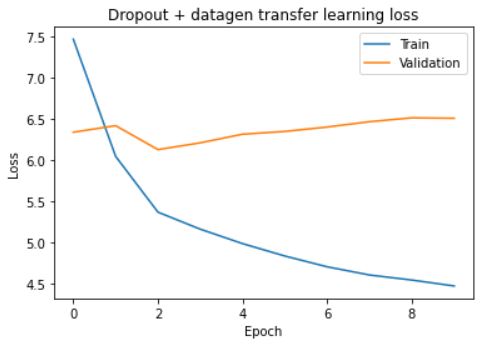 Dropout + datagen transfer learning loss
Train
Validation
7.5
7.0
6.5
6.0
5.5
5.0
4.5
Loss
0 2 4 6 8
Epoch